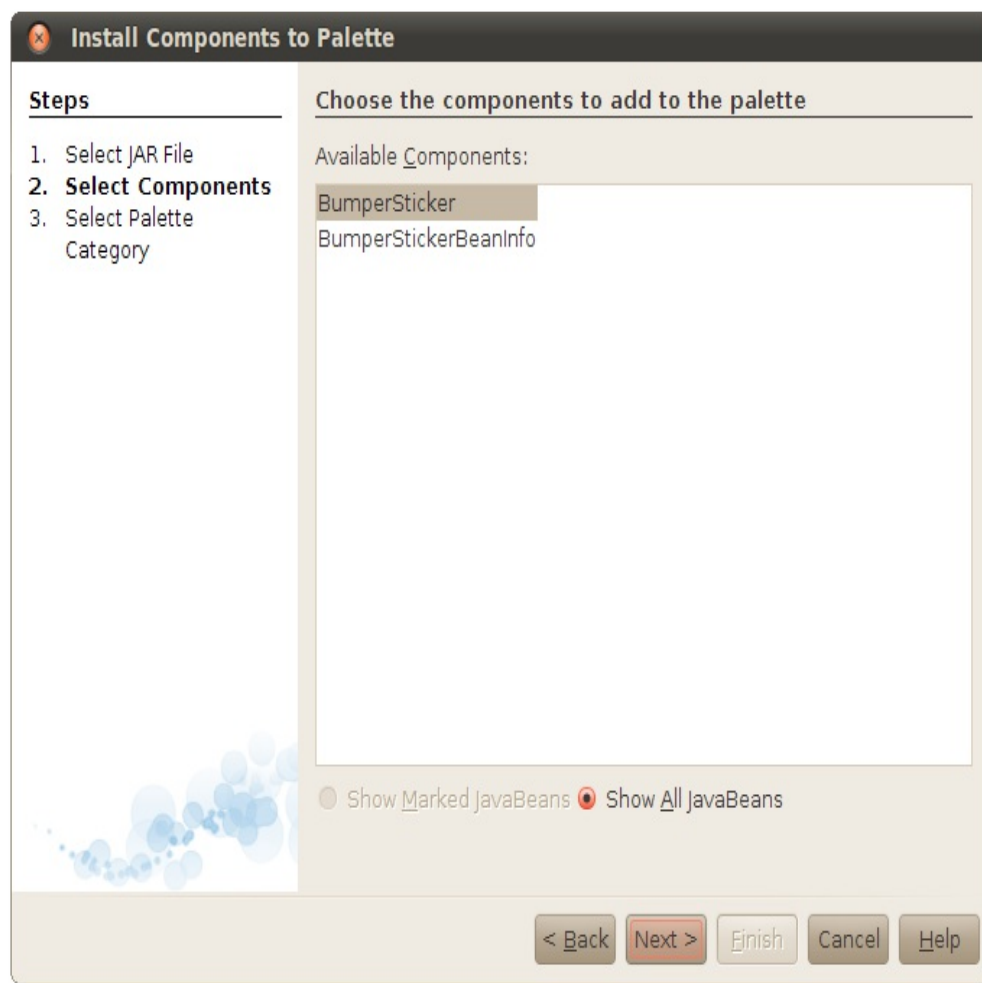 Install Components to Palette
Steps
1. Select JAR File
2. Select Components
3. Select Palette
Category
Choose the components to add to the palette
Available Components:
BumperSticker
BumperStickerBeanInfo
Show Marked JavaBeans
Show All JavaBeans
< Back
Next >
Finish
Cancel
Help